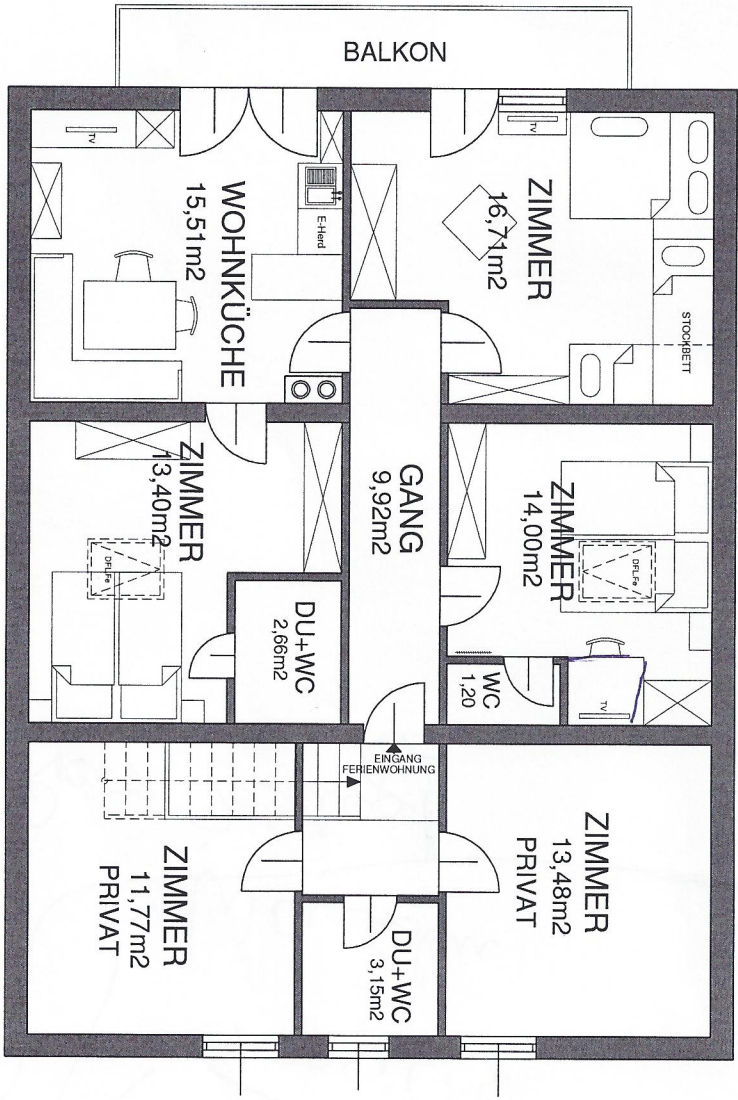 BALKON
TV
WOHNKÜCHE
15,51m2
E-Herd
TV
ZIMMER
16,71m2
STOCKBETT
ZIMMER
13,40m2
DFLFe
DU+WC
2,66m2
GANG
9,92m2
ZIMMER
14,00m2
DFLFe
WC
1,20
TV
EINGANG
FERIENWOHNUNG
ZIMMER
11,77m2
PRIVAT
DU+WC
3,15m2
ZIMMER
13,48m2
PRIVAT